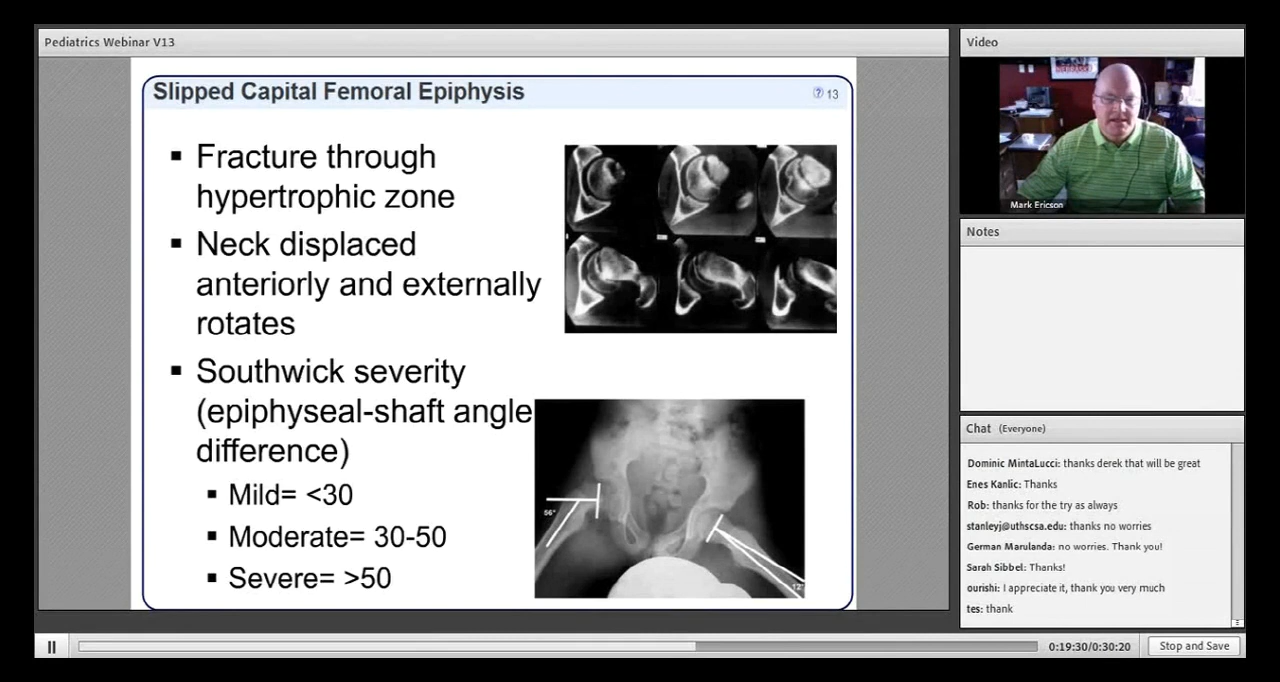 Pediatrics Webinar V13
Slipped Capital Femoral Epiphysis
? 13
▪ Fracture through
hypertrophic zone
▪ Neck displaced
anteriorly and externally
rotates
▪ Southwick severity
(epiphyseal-shaft angle
difference)
▪ Mild= <30
▪ Moderate= 30-50
▪ Severe= >50
56°
12°
Video
Mark Ericson
Notes
Chat (Everyone)
Dominic MintaLucci: thanks derek that will be great
Enes Kanlic: Thanks
Rob: thanks for the try as always
stanleyj@uthscsa.edu: thanks no worries
German Marulanda: no worries. Thank you!
Sarah Sibbel: Thanks!
ourishi: I appreciate it, thank you very much
tes: thank
0:19:30/0:30:20
Stop and Save